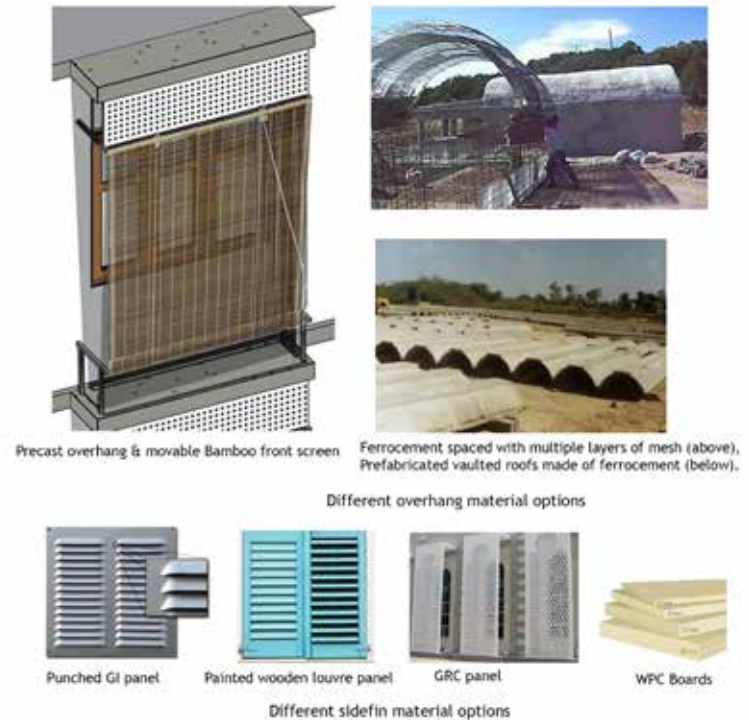 Precast overhang & movable Bamboo front screen
Ferrocement spaced with multiple layers of mesh (above),
Prefabricated vaulted roofs made of ferrocement (below).
Different overhang material options
Punched GI panel
Painted wooden louvre panel
GRC panel
WPC Boards
Different sidefin material options